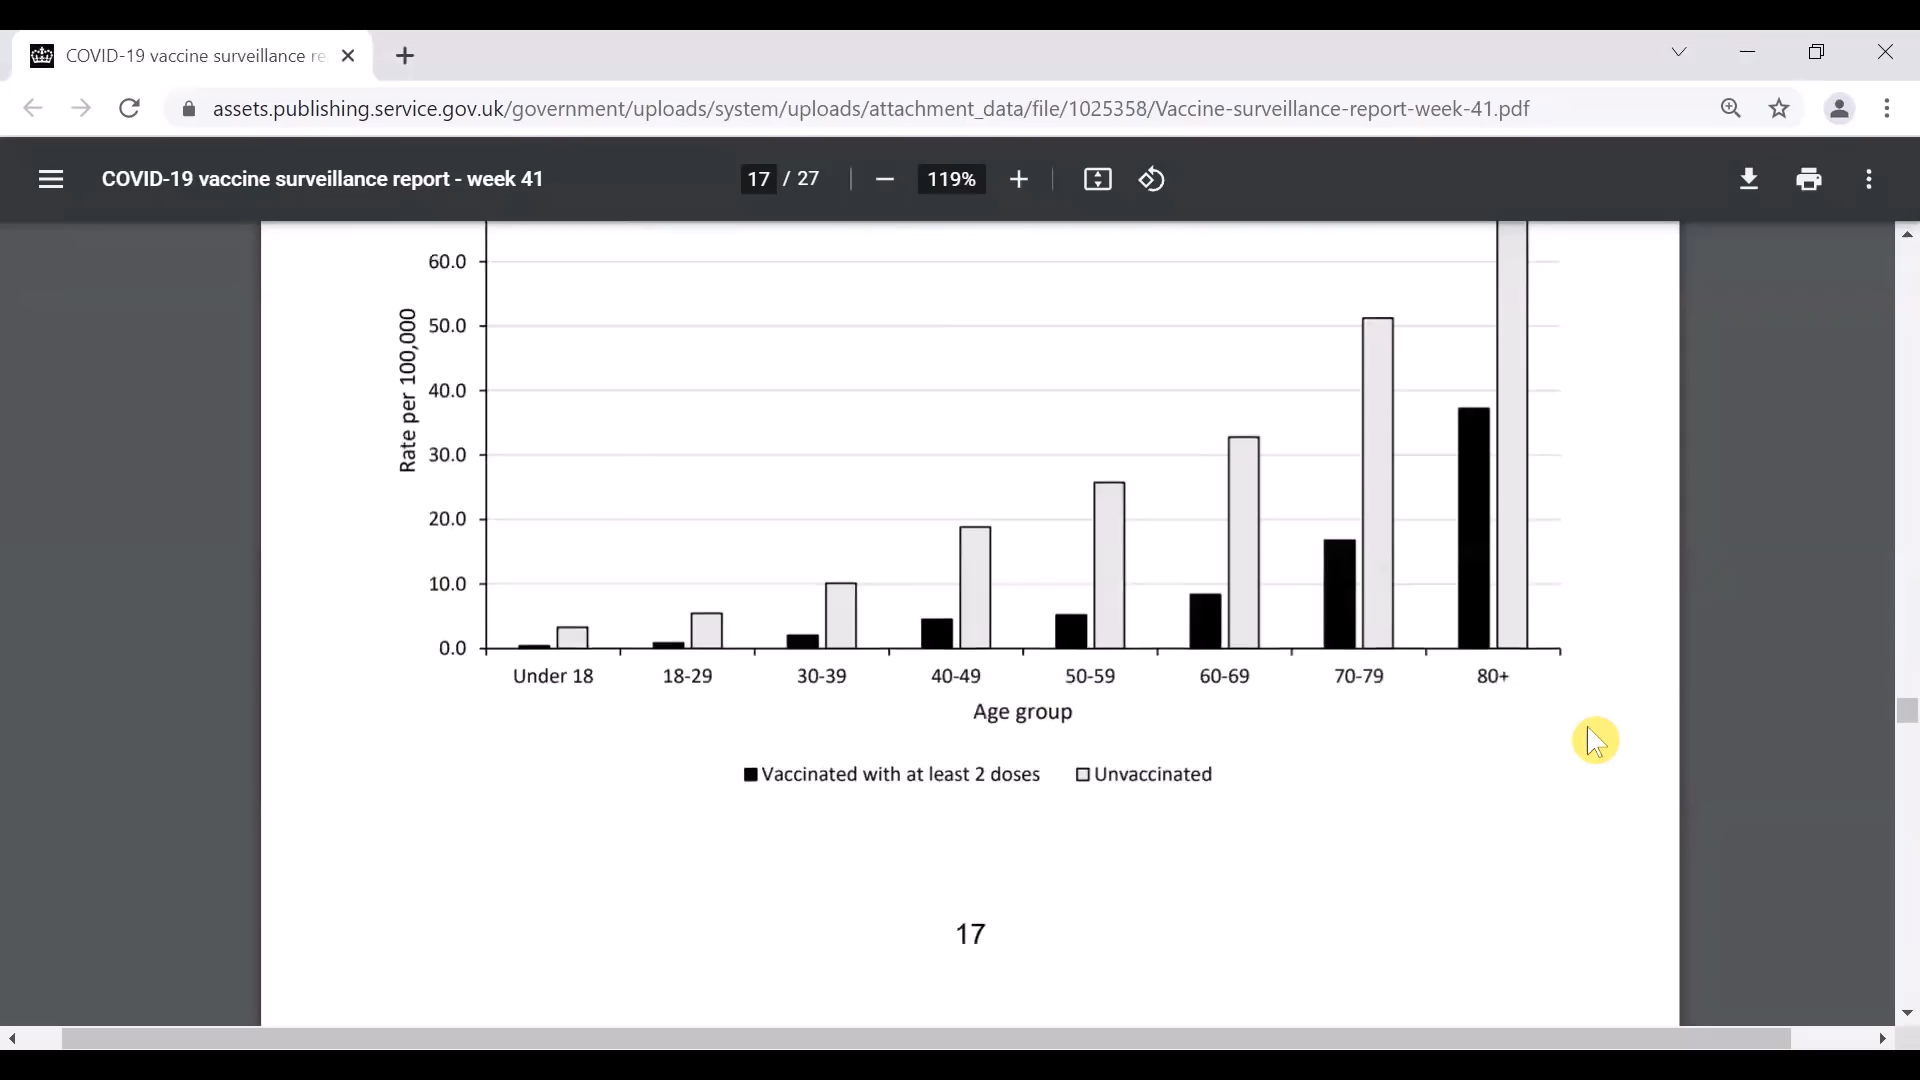 COVID-19 vaccine surveillance re
assets.publishing.service.gov.uk/government/uploads/system/uploads/attachment_data/file/1025358/Vaccine-surveillance-report-week-41.pdf
COVID-19 vaccine surveillance report - week 41
17 / 27
119%
Rate per 100,000
60.0
50.0
40.0
30.0
20.0
10.0
0.0
Under 18 18-29 30-39 40-49 50-59 60-69 70-79 80+
Age group
Vaccinated with at least 2 doses Unvaccinated
17